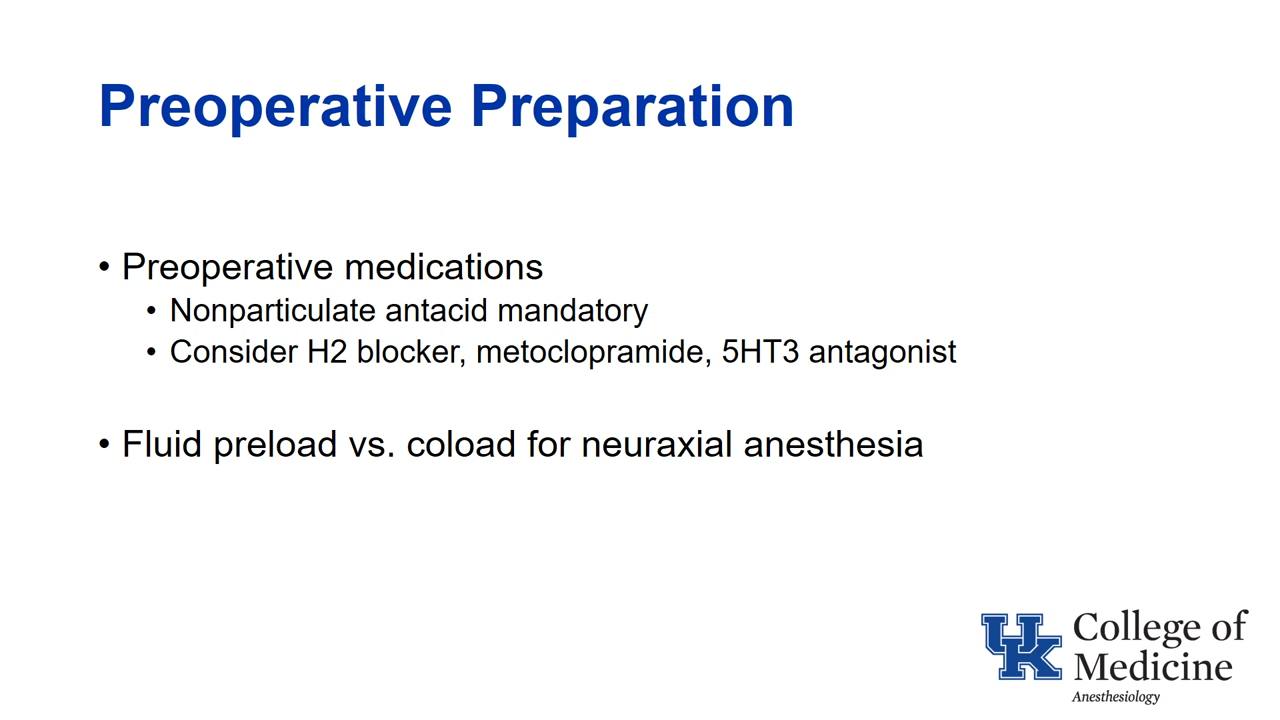 Preoperative Preparation
• Preoperative medications
• Nonparticulate antacid mandatory
• Consider H2 blocker, metoclopramide, 5HT3 antagonist
• Fluid preload vs. coload for neuraxial anesthesia
UK
College of
Medicine
Anesthesiology